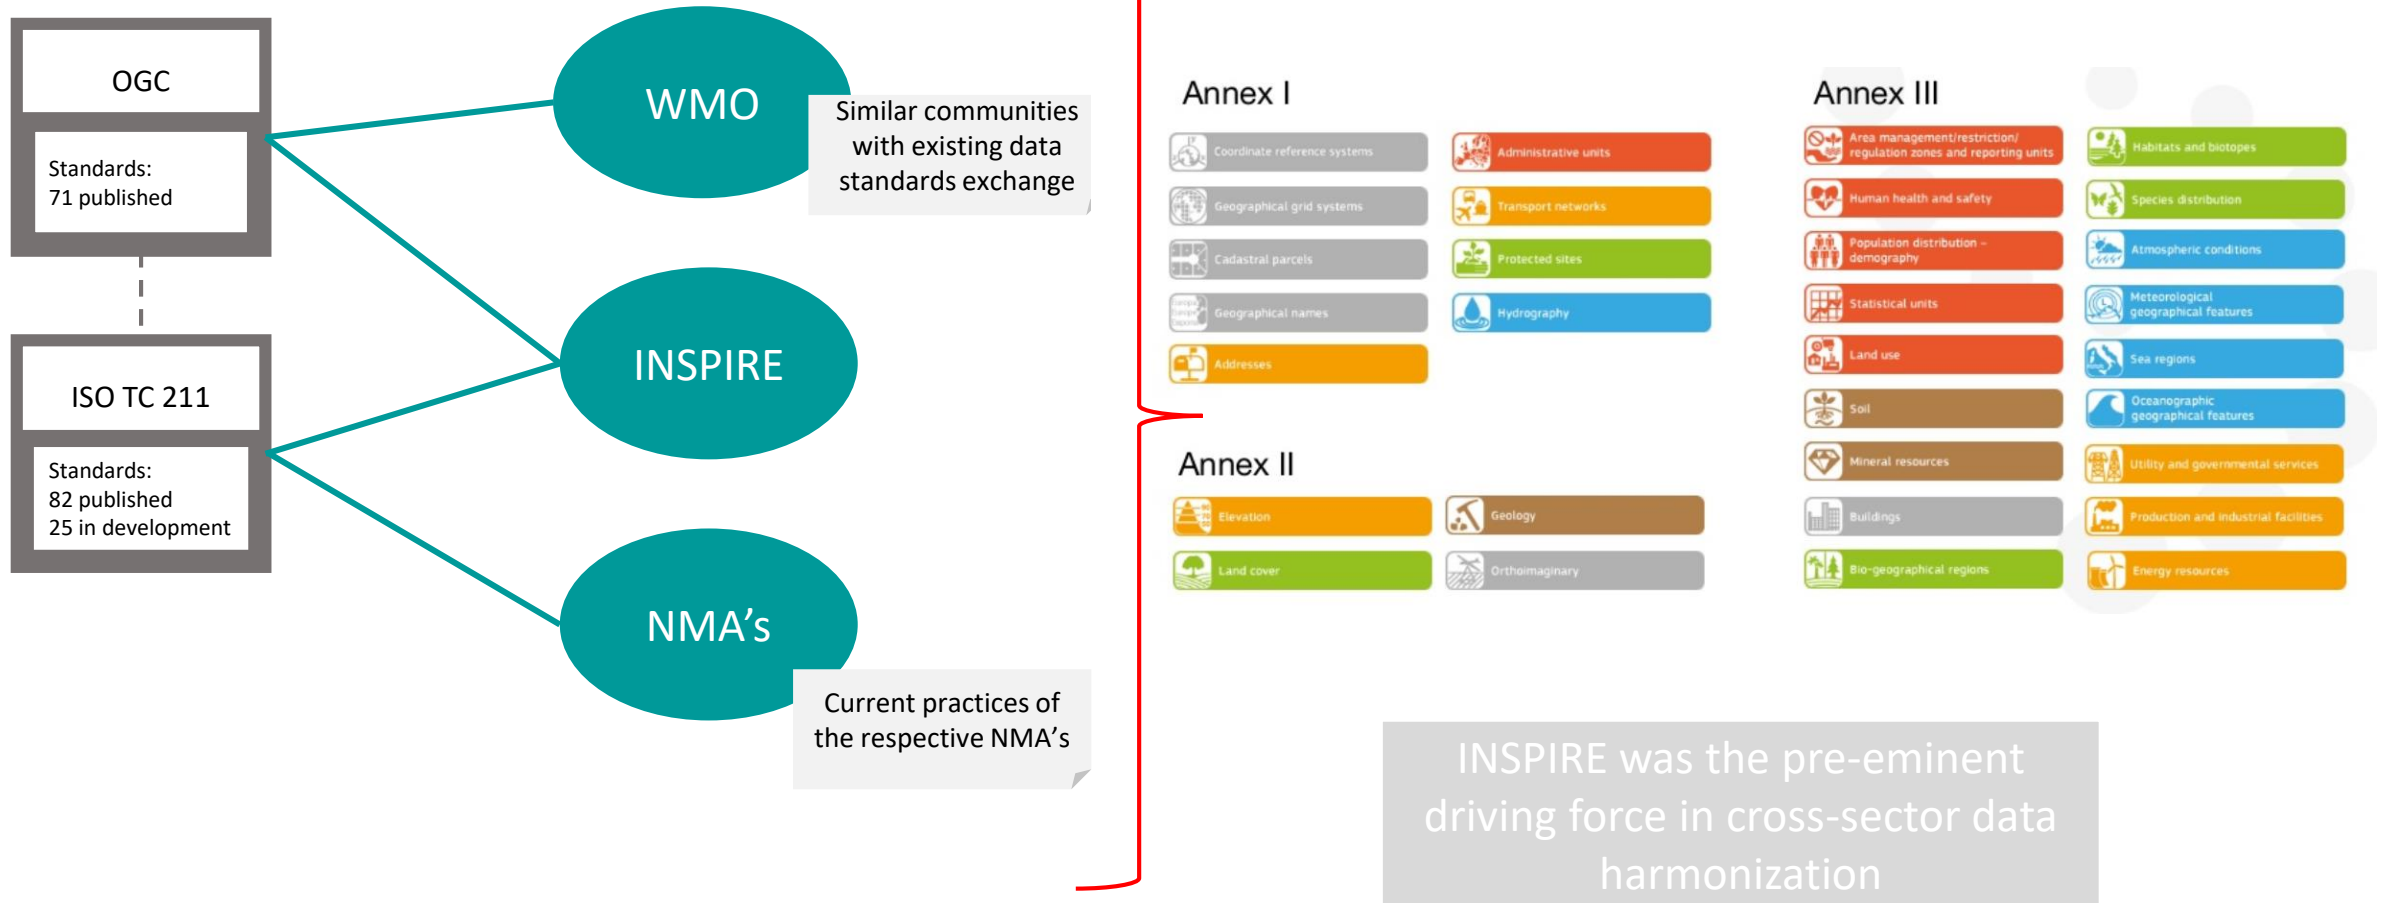 OGC
Standards:
71 published
ISO TC 211
Standards:
82 published
25 in development
WMO
Similar communities
with existing data
standards exchange
INSPIRE
NMA's
Current practices of
the respective NMA's
Annex I
Coordinate reference systems
Geographical grid systems
Cadastral parcels
Geographical names
Addresses
Administrative units
Transport networks
Protected sites
Hydrography
Annex II
Elevation
Land cover
Geology
Orthoimaginary
Annex III
Area management/restriction/
regulation zones and reporting units
Human health and safety
Population distribution –
demography
Statistical units
Land use
Soil
Mineral resources
Buildings
Bio-geographical regions
Habitats and biotopes
Species distribution
Atmospheric conditions
Meteorological
geographical features
Sea regions
Oceanographic
geographical features
Utility and governmental services
Production and industrial facilities
Energy resources
INSPIRE was the pre-eminent
driving force in cross-sector data
harmonization